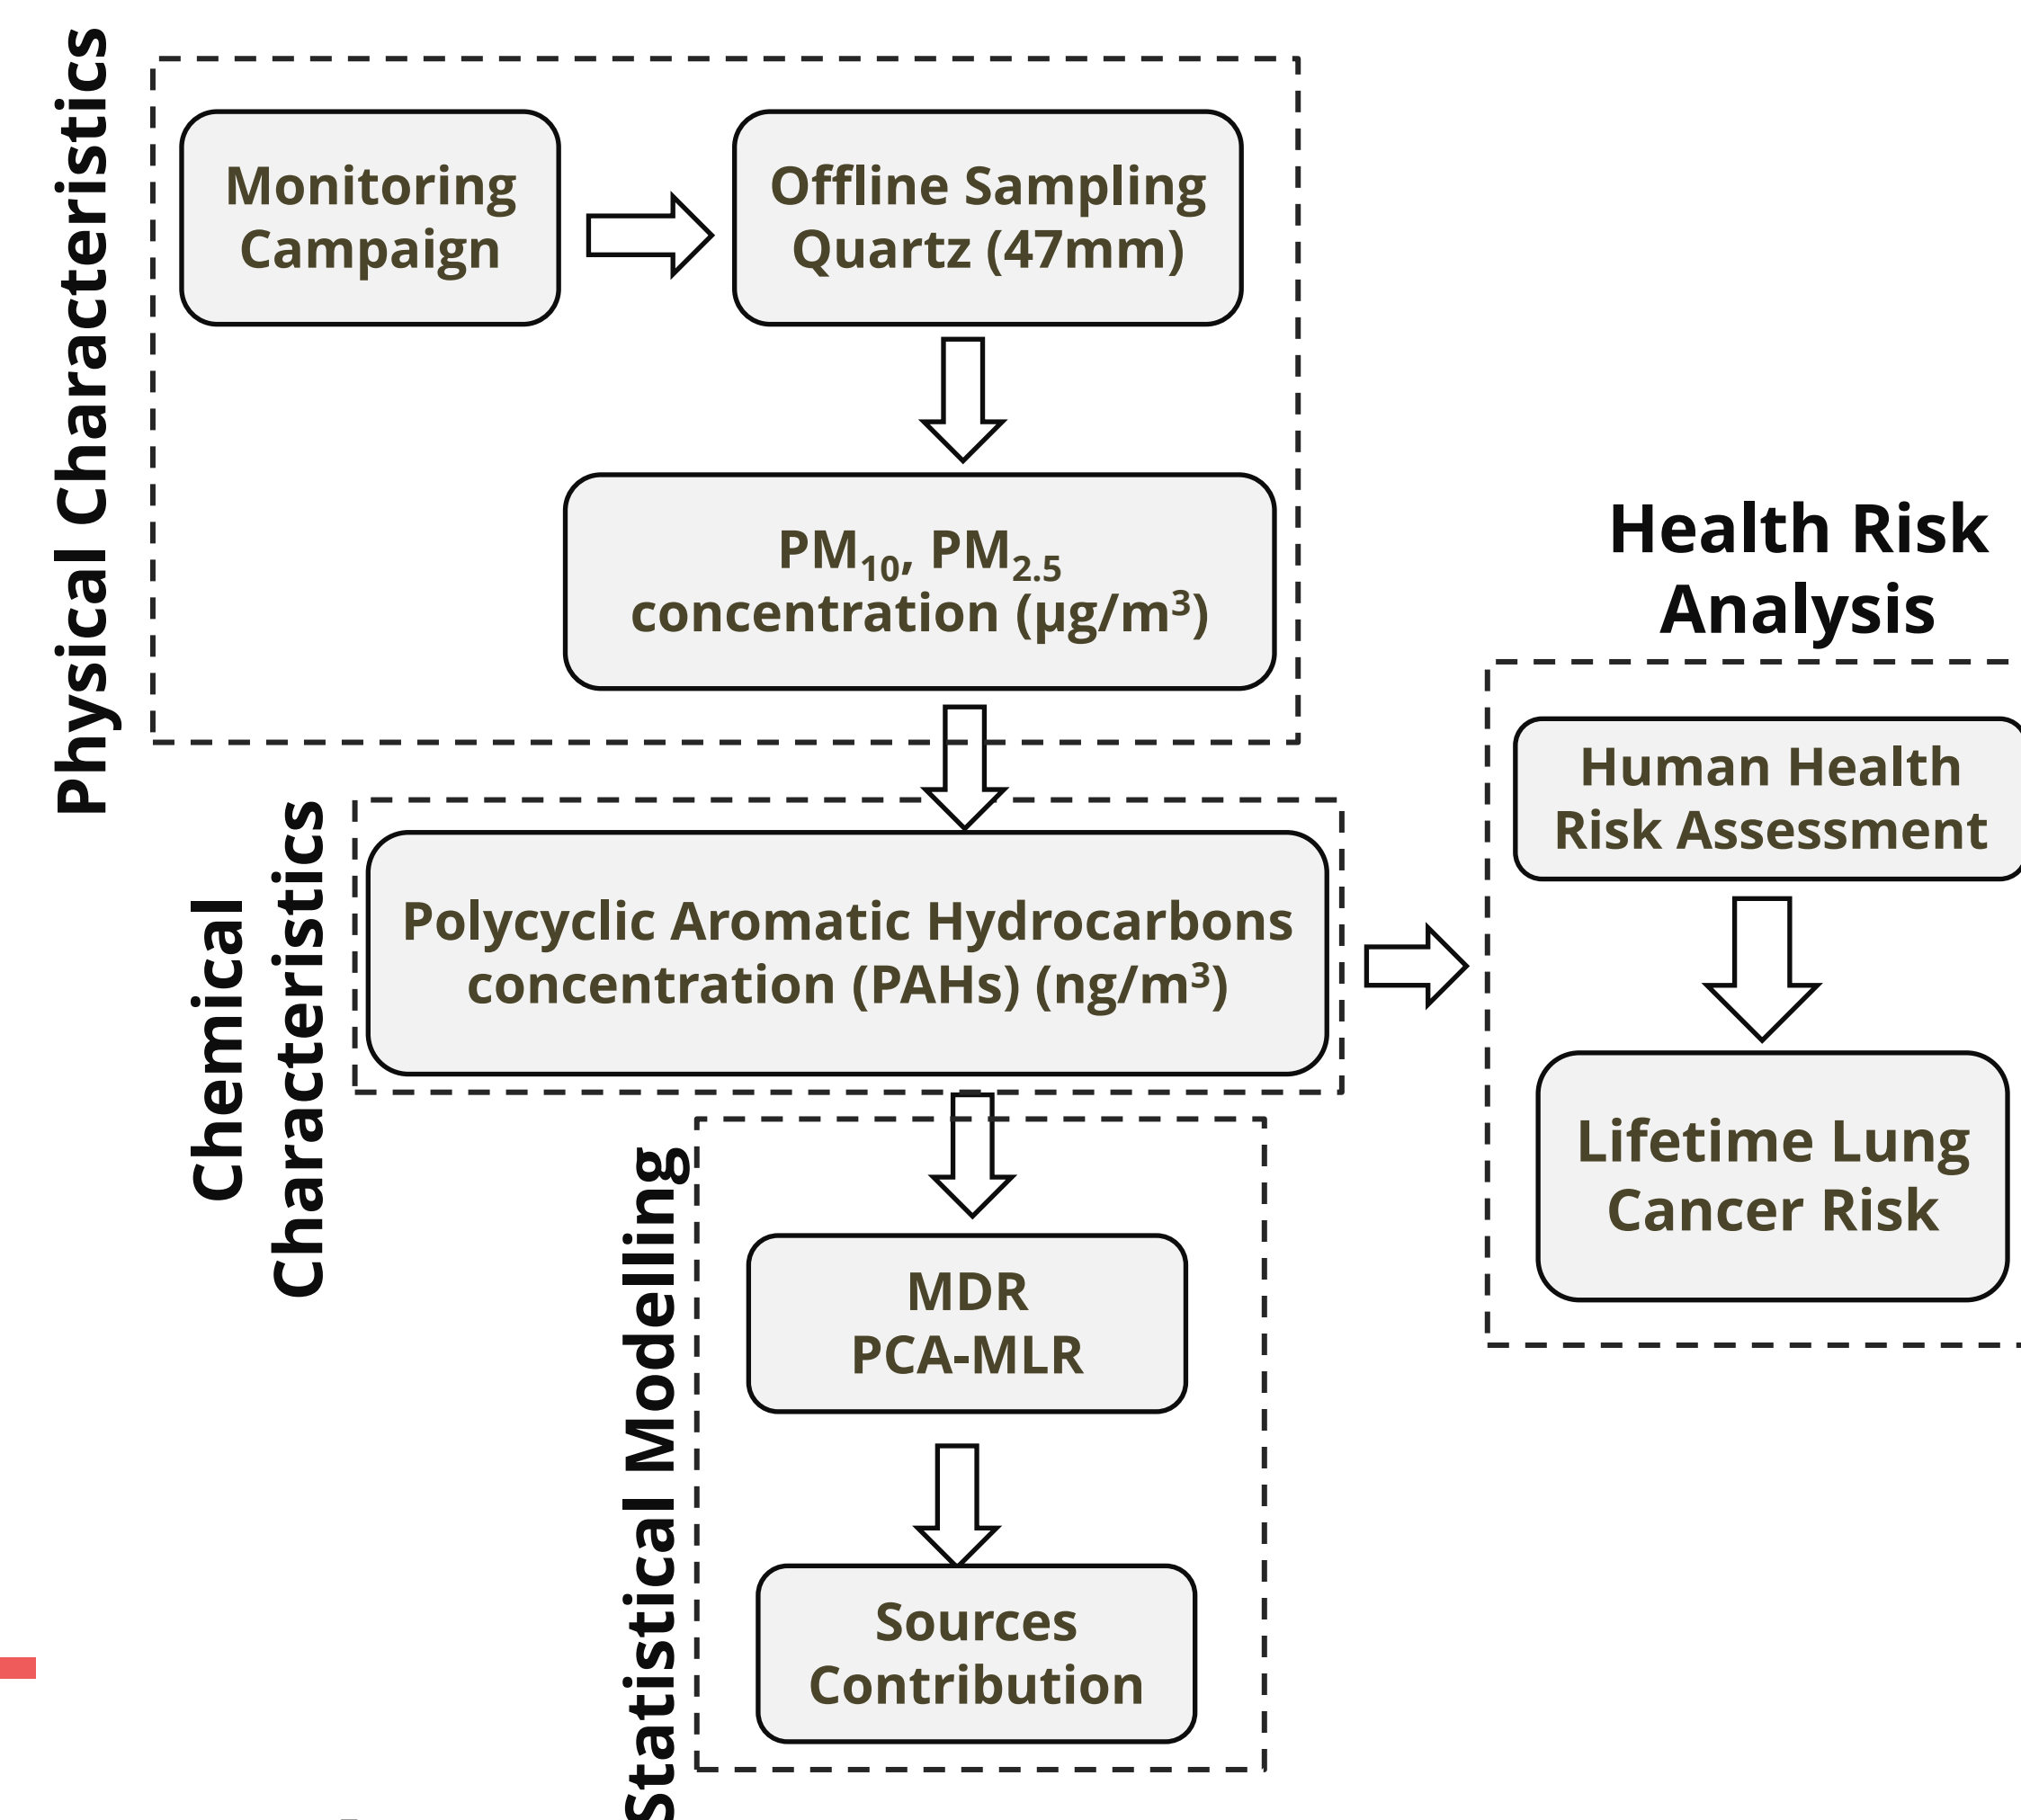 Physical Characteristics
Monitoring
Campaign
Offline Sampling
Quartz (47mm)
PM₁₀, PM₂.₅
concentration (μg/m³)
Chemical
Characteristics
Polycyclic Aromatic Hydrocarbons
concentration (PAHs) (ng/m³)
Health Risk
Analysis
Human Health
Risk Assessment
Lifetime Lung
Cancer Risk
Statistical Modelling
MDR
PCA-MLR
Sources
Contribution